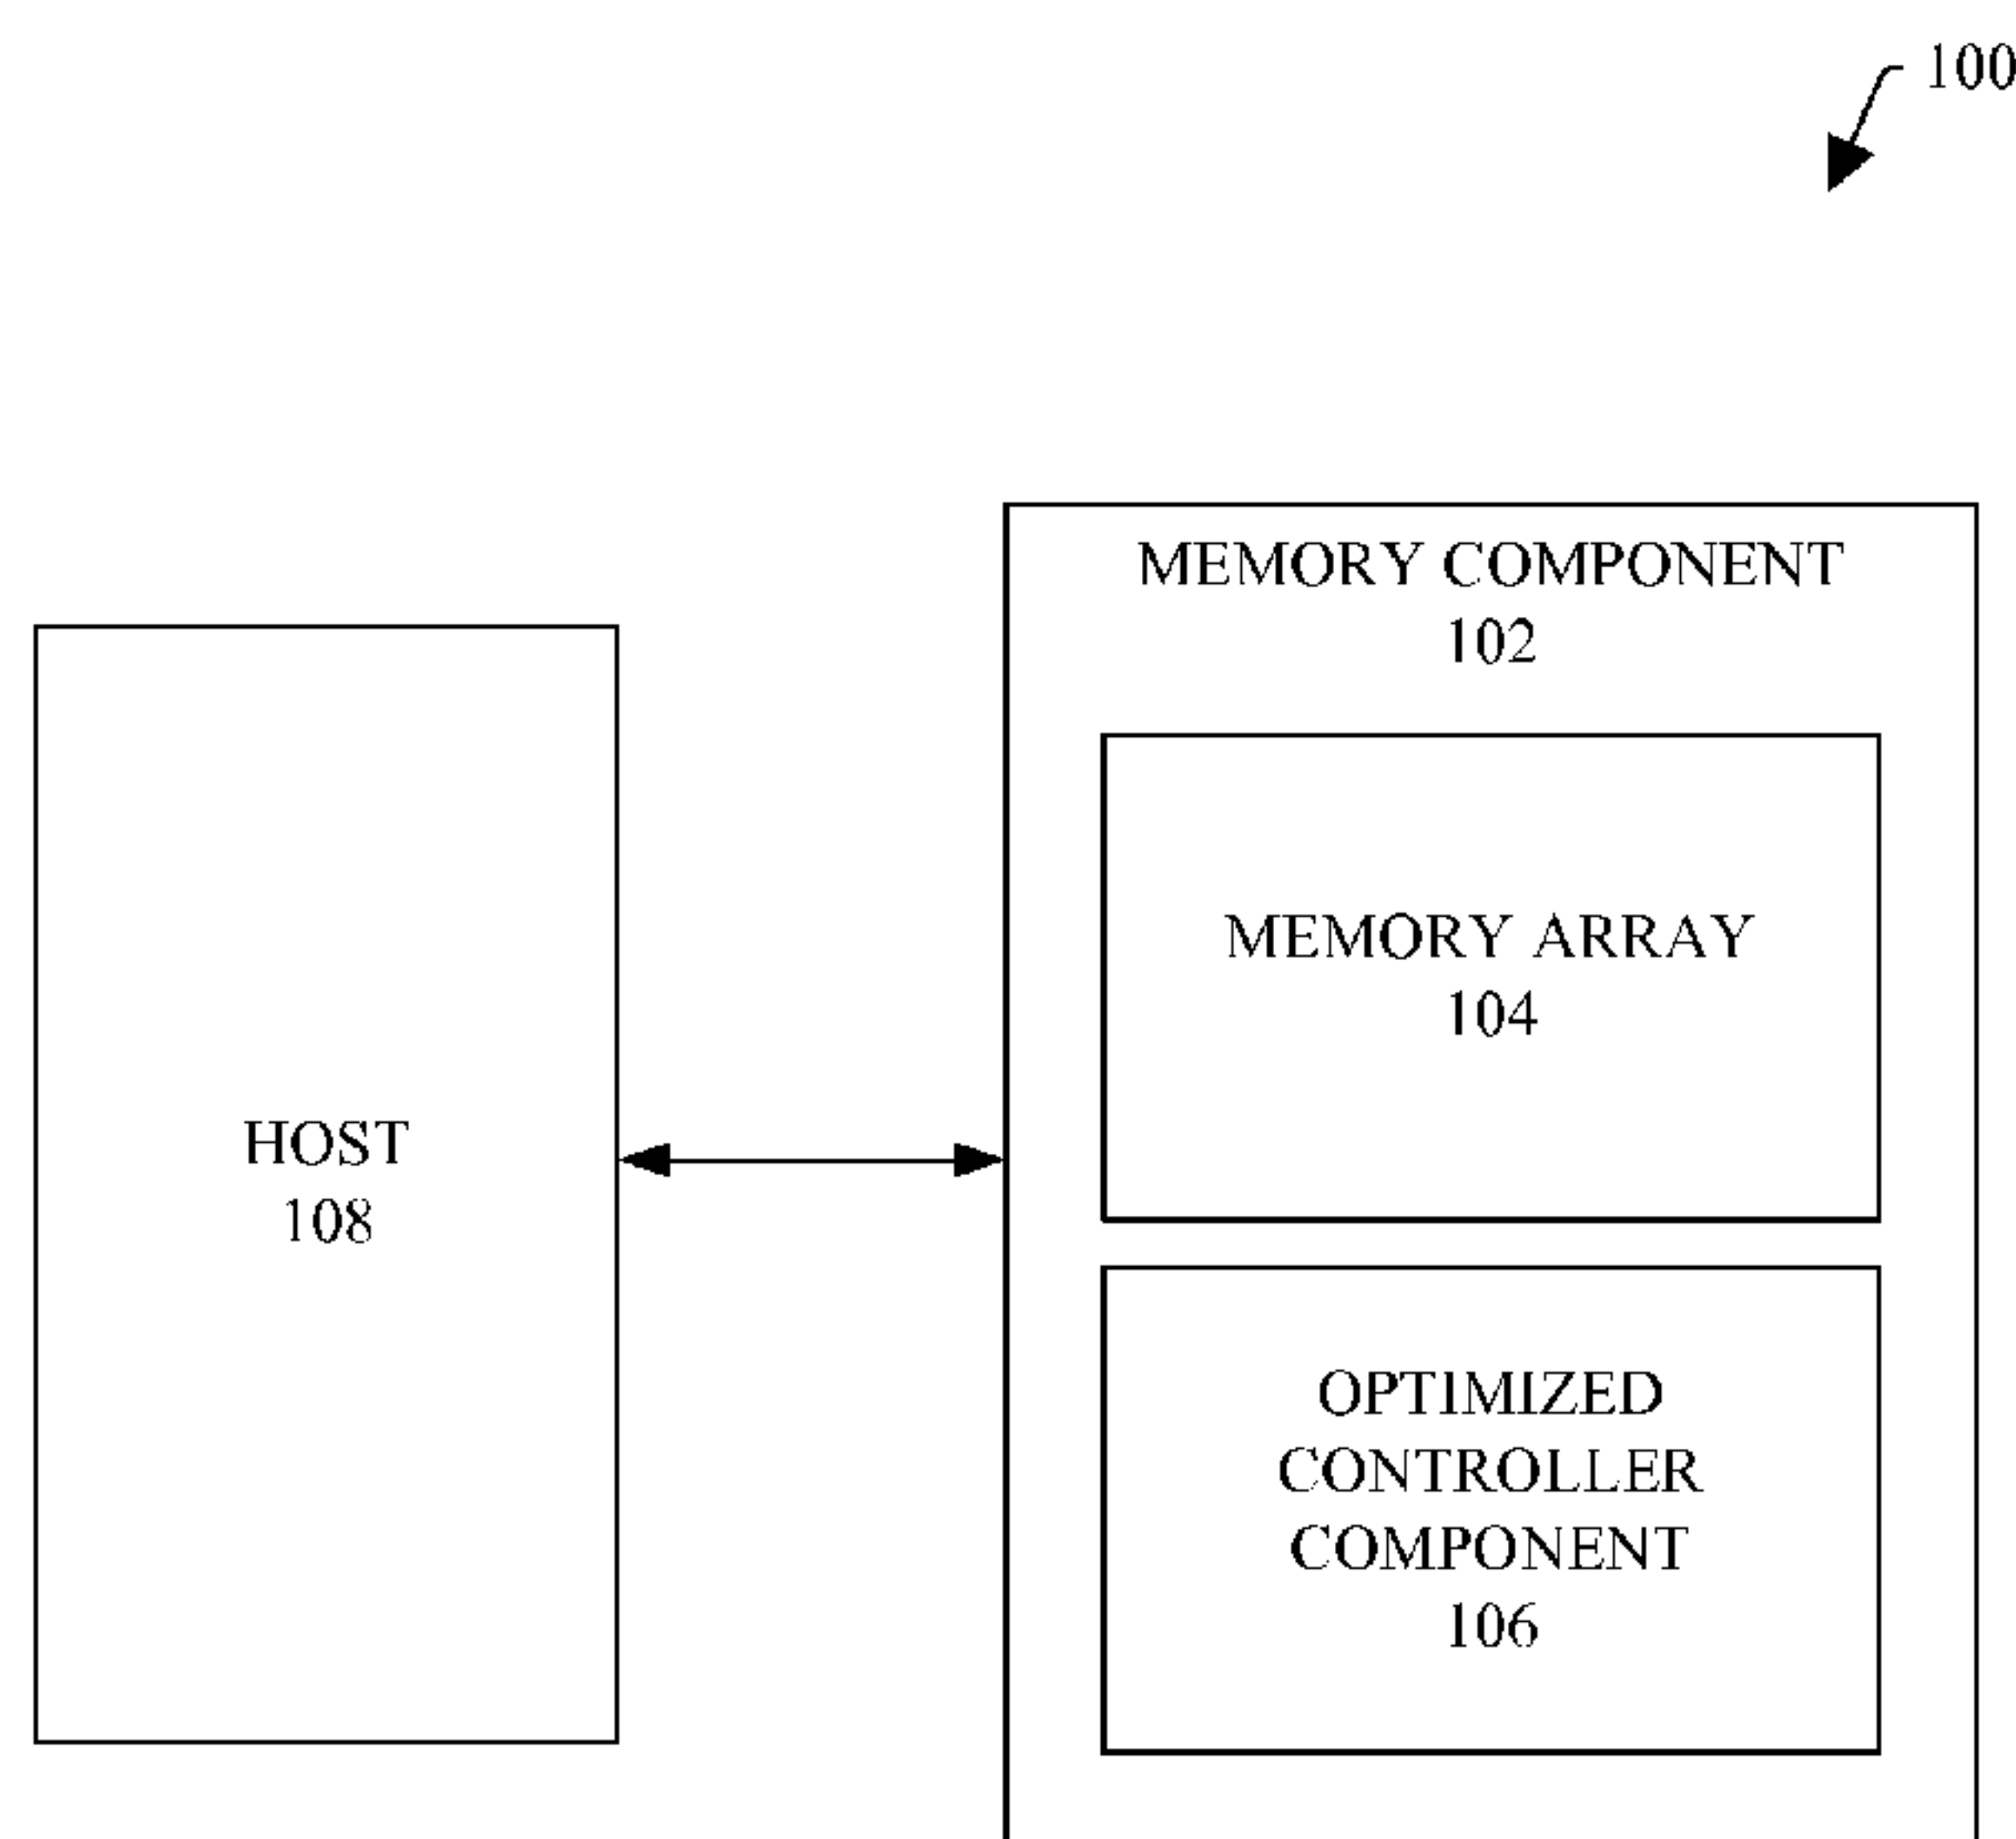 100
MEMORY COMPONENT
102
MEMORY ARRAY
104
HOST
108
OPTIMIZED
CONTROLLER
COMPONENT
106